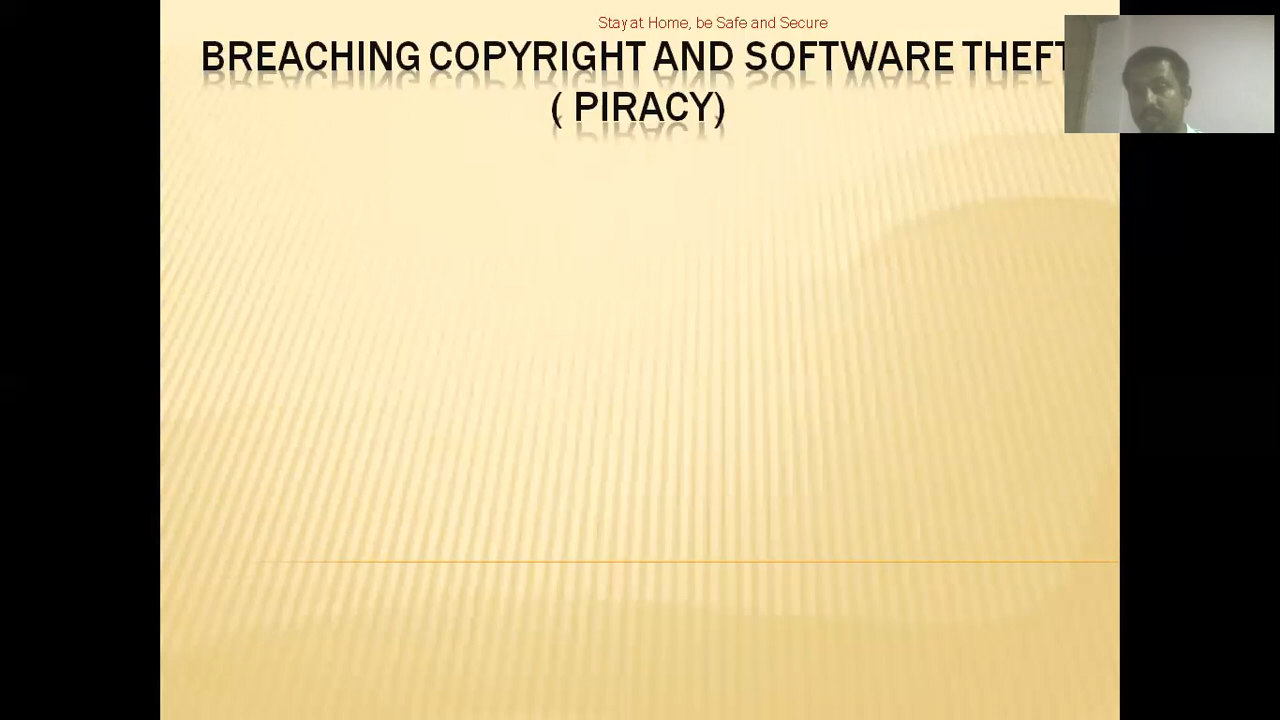 Stay at Home, be Safe and Secure
BREACHING COPYRIGHT AND SOFTWARE THEFT
( PIRACY)